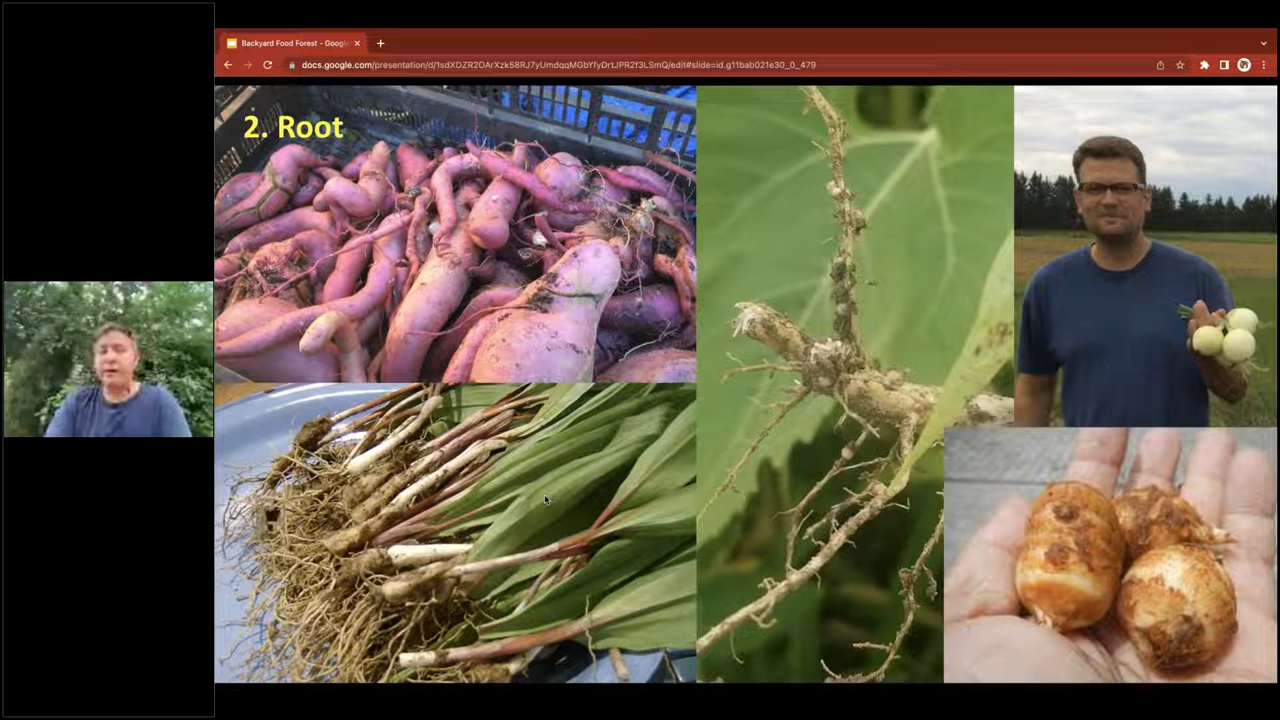 Backyard Food Forest - Googl
docs.google.com/presentation/d/1sdXDZR2OArXzk58RJ7yUmdqqMGbYfyDrtJPR2f3LSmQ/edit#slide=id.g11bab021e30_0_479
2. Root